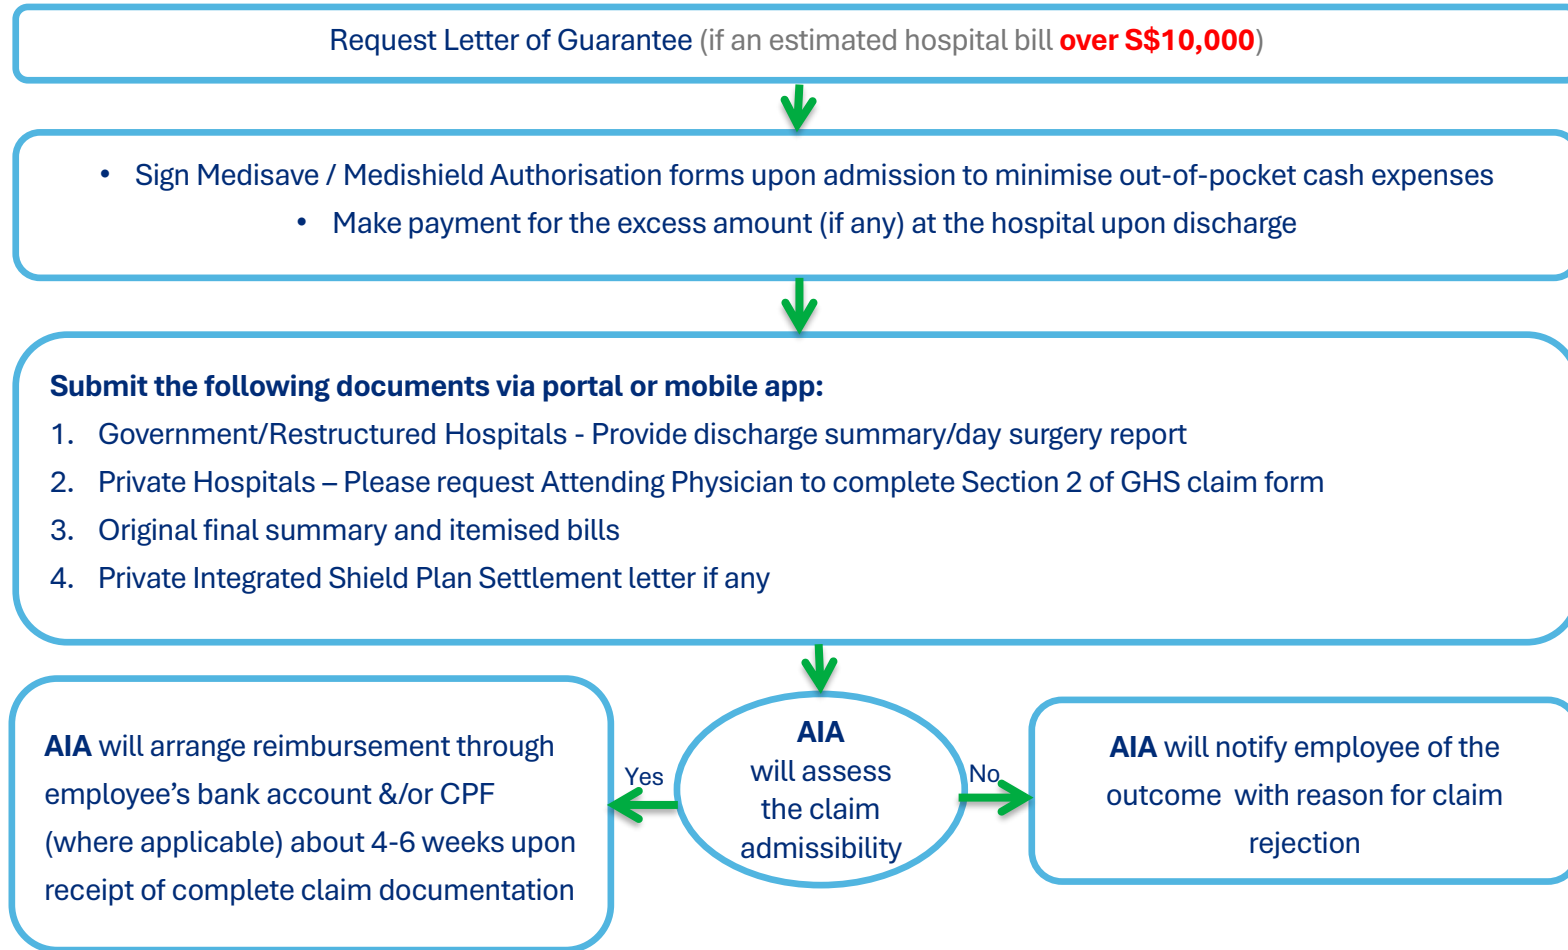 Request Letter of Guarantee (if an estimated hospital bill over S$10,000)
• Sign Medisave / Medishield Authorisation forms upon admission to minimise out-of-pocket cash expenses
• Make payment for the excess amount (if any) at the hospital upon discharge
Submit the following documents via portal or mobile app:
1. Government/Restructured Hospitals - Provide discharge summary/day surgery report
2. Private Hospitals – Please request Attending Physician to complete Section 2 of GHS claim form
3. Original final summary and itemised bills
4. Private Integrated Shield Plan Settlement letter if any
AIA will arrange reimbursement through
employee's bank account &/or CPF
(where applicable) about 4-6 weeks upon
receipt of complete claim documentation
Yes
AIA
will assess
the claim
admissibility
No
AIA will notify employee of the
outcome with reason for claim
rejection